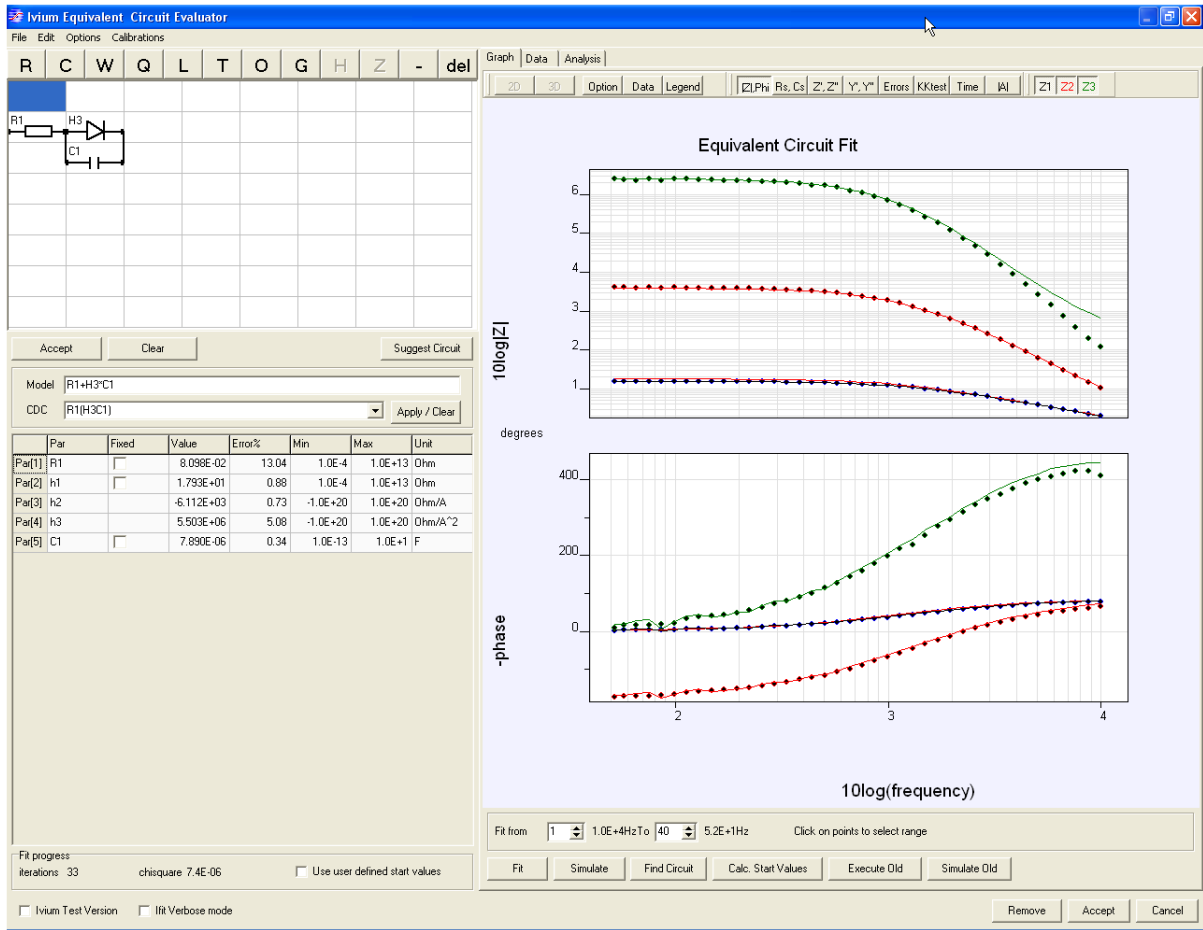 Ivium Equivalent Circuit Evaluator
File Edit Options Calibrations
R C W Q L T O G H Z - del
R1 H3
C1
Accept Clear Suggest Circuit
Model R1+H3*C1
CDC R1(H3C1) Apply / Clear
Par Fixed Value Error% Min Max Unit
Par[1] R1 8.098E-02 13.04 1.0E-4 1.0E+13 Ohm
Par[2] h1 1.793E+01 0.88 1.0E-4 1.0E+13 Ohm
Par[3] h2 -6.112E+03 0.73 -1.0E+20 1.0E+20 Ohm/A
Par[4] h3 5.503E+06 5.08 -1.0E+20 1.0E+20 Ohm/A^2
Par[5] C1 7.890E-06 0.34 1.0E-13 1.0E+1 F
Fit progress
iterations 33 chisquare 7.4E-06 Use user defined start values
Ivium Test Version Ifit Verbose mode
Graph Data Analysis
2D 3D Option Data Legend |Z|,Phi Rs, Cs Z',Z" Y',Y" Errors KKtest Time |A| Z1 Z2 Z3
Equivalent Circuit Fit
10log|Z|
6
5
4
3
2
1
degrees
-phase
400
200
0
2 3 4
10log(frequency)
Fit from 1 1.0E+4HzTo 40 5.2E+1Hz Click on points to select range
Fit Simulate Find Circuit Calc. Start Values Execute Old Simulate Old
Remove Accept Cancel